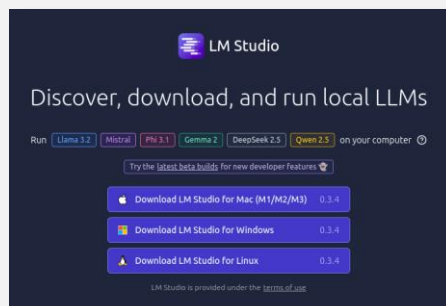 LM Studio
Discover, download, and run local LLMs
Run Llama 3.2 Mistral Phi 3.1 Gemma 2 DeepSeek 2.5 Qwen 2.5 on your computer
Try the latest beta builds for new developer features
Download LM Studio for Mac (M1/M2/M3) 0.3.4
Download LM Studio for Windows 0.3.4
Download LM Studio for Linux 0.3.4
LM Studio is provided under the terms of use